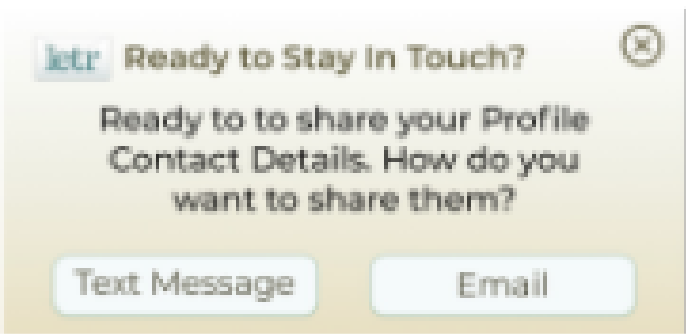 letr Ready to Stay In Touch?
Ready to to share your Profile
Contact Details. How do you
want to share them?
Text Message Email